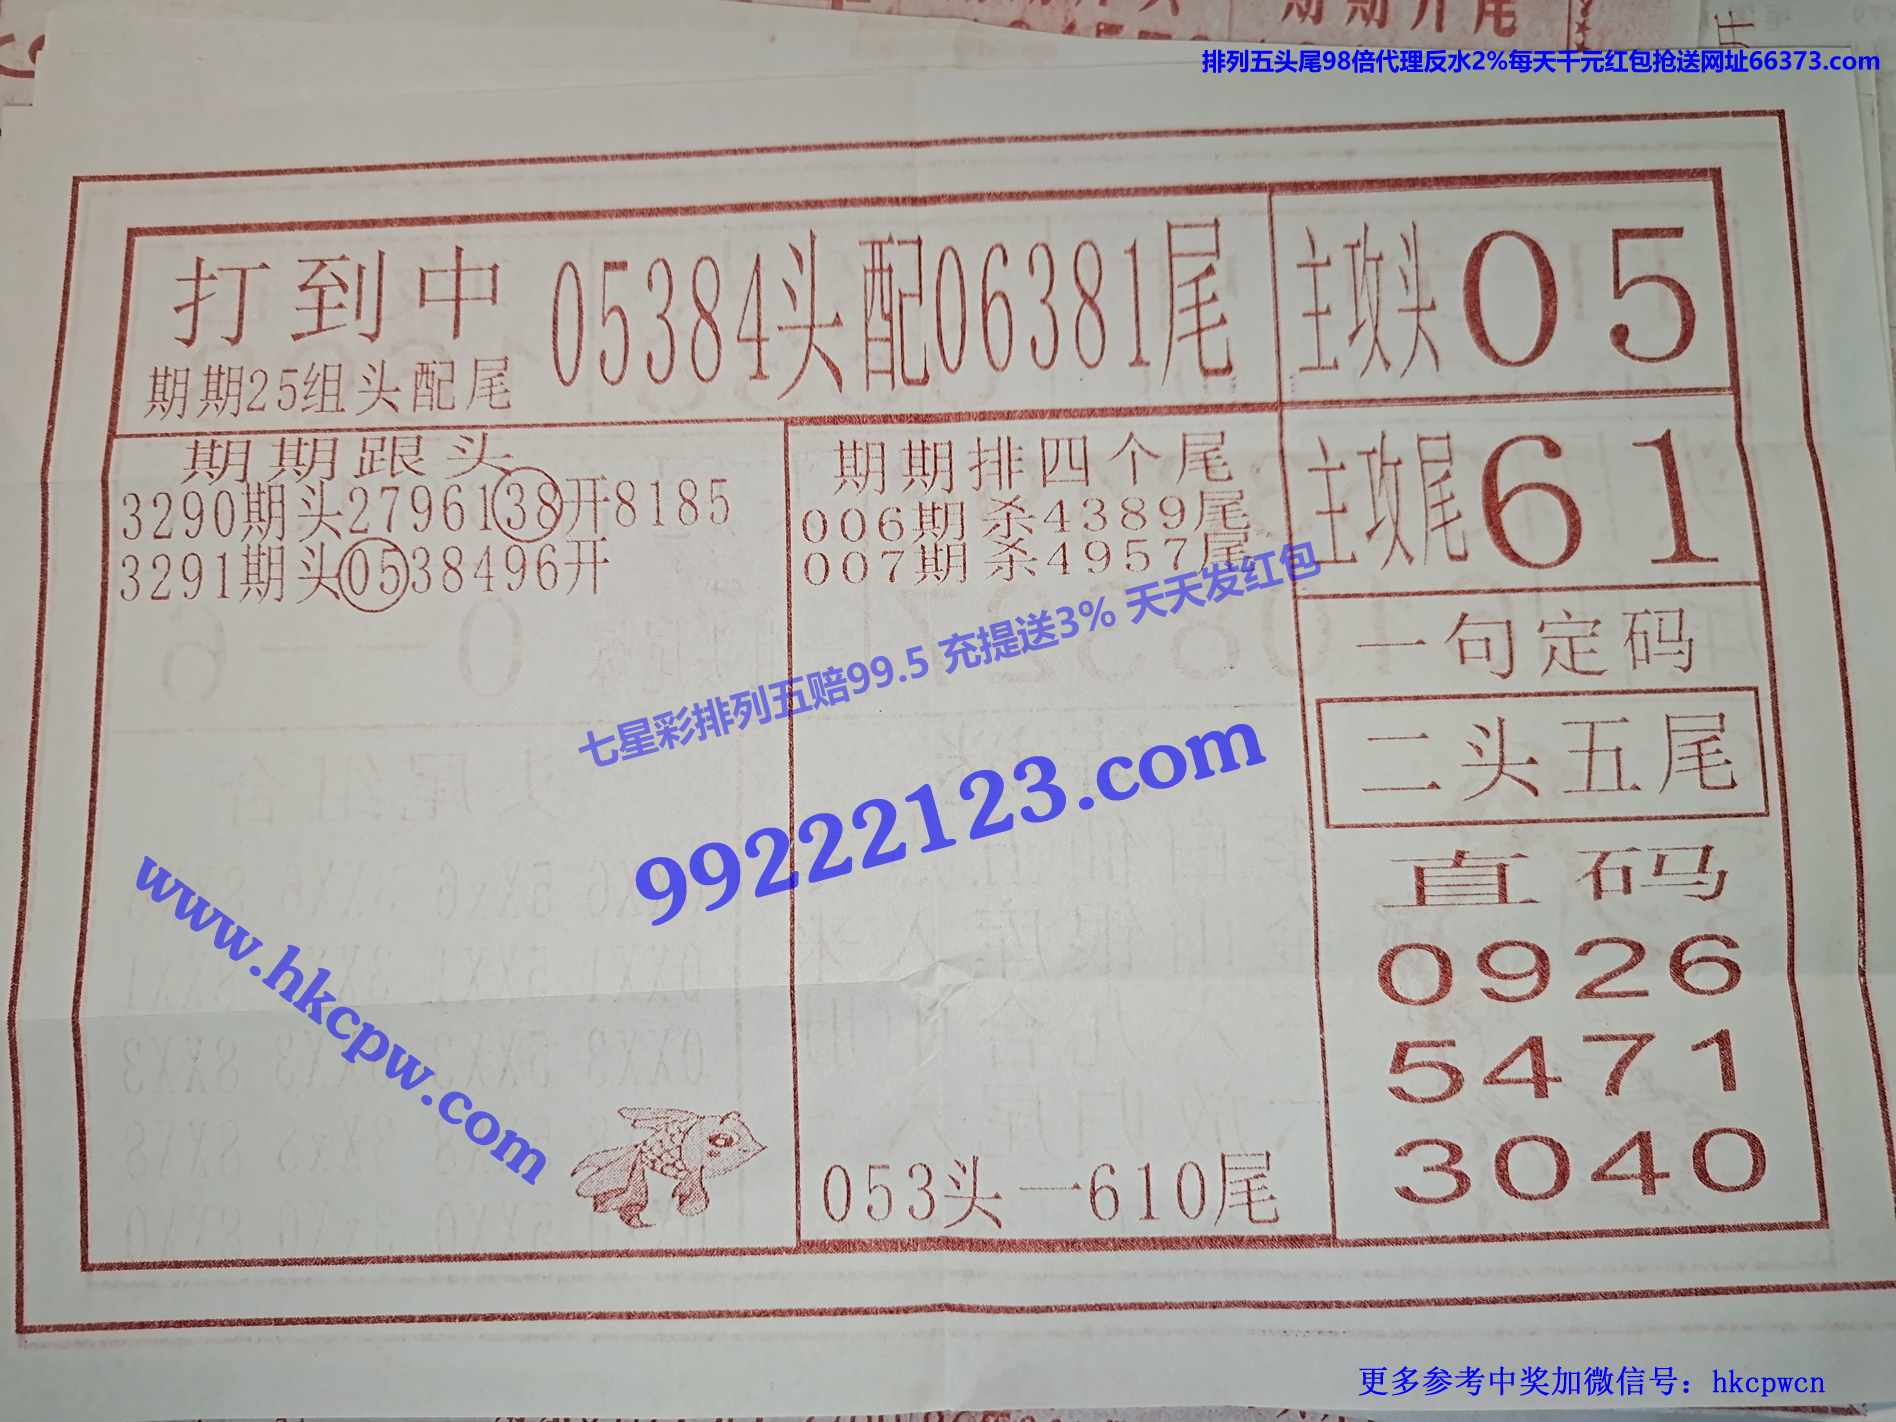 期期开尾
排列五头尾98倍代理反水2%每天千元红包抢送网址66373.com
打到中
期期25组头配尾
05384头配06381尾
主攻头05
期期跟头
3290期头2796138开8185
3291期头0538496开
期期排四个尾
006期杀4389尾
007期杀4957尾
主攻尾61
七星彩排列五赔99.5 充提送3% 天天发红包
99222123.com
www.hkcpw.com
一句定码
二头五尾
直码
0926
5471
3040
053头一610尾
更多参考中奖加微信号：hkcpwcn